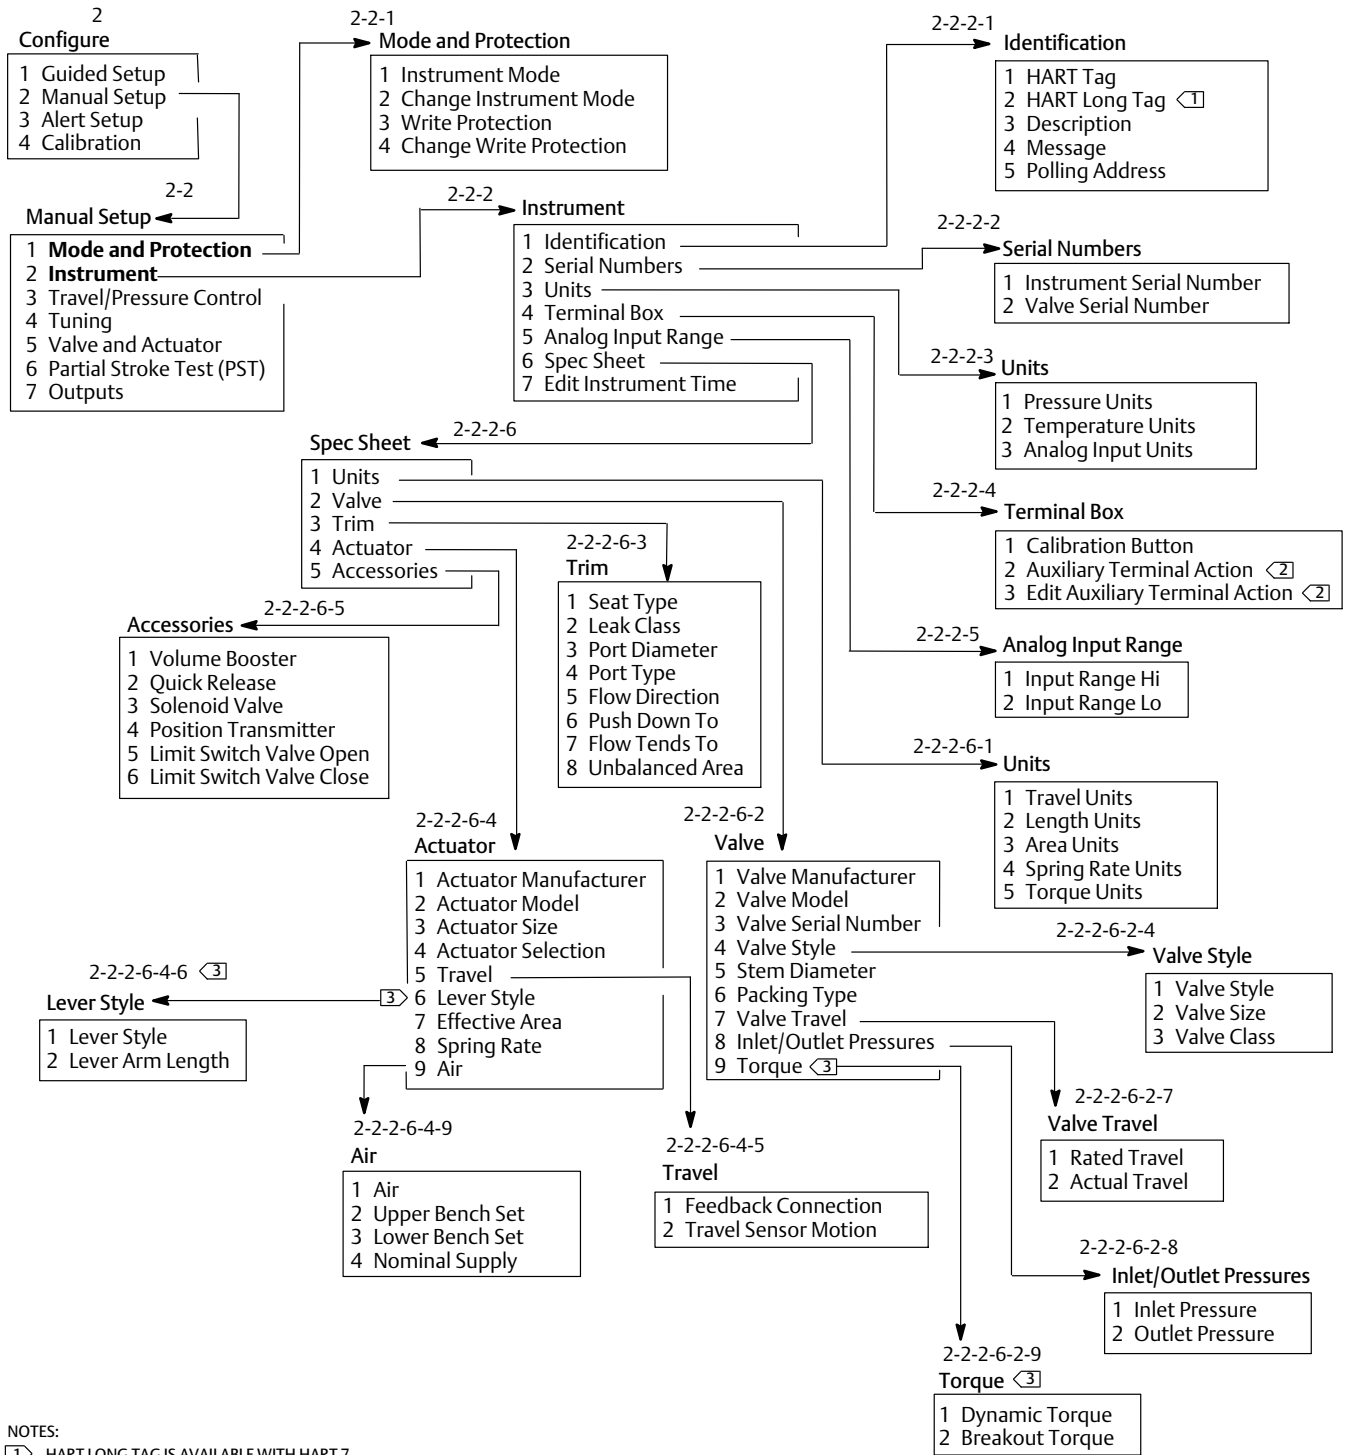 2
Configure
1 Guided Setup
2 Manual Setup
3 Alert Setup
4 Calibration
2-2-1
Mode and Protection
1 Instrument Mode
2 Change Instrument Mode
3 Write Protection
4 Change Write Protection
2-2-2-1
Identification
1 HART Tag
2 HART Long Tag 1
3 Description
4 Message
5 Polling Address
2-2
Manual Setup
1 Mode and Protection
2 Instrument
3 Travel/Pressure Control
4 Tuning
5 Valve and Actuator
6 Partial Stroke Test (PST)
7 Outputs
2-2-2
Instrument
1 Identification
2 Serial Numbers
3 Units
4 Terminal Box
5 Analog Input Range
6 Spec Sheet
7 Edit Instrument Time
2-2-2-2
Serial Numbers
1 Instrument Serial Number
2 Valve Serial Number
2-2-2-3
Units
1 Pressure Units
2 Temperature Units
3 Analog Input Units
2-2-2-6
Spec Sheet
1 Units
2 Valve
3 Trim
4 Actuator
5 Accessories
2-2-2-4
Terminal Box
1 Calibration Button
2 Auxiliary Terminal Action 2
3 Edit Auxiliary Terminal Action 2
2-2-2-6-3
Trim
1 Seat Type
2 Leak Class
3 Port Diameter
4 Port Type
5 Flow Direction
6 Push Down To
7 Flow Tends To
8 Unbalanced Area
2-2-2-6-5
Accessories
1 Volume Booster
2 Quick Release
3 Solenoid Valve
4 Position Transmitter
5 Limit Switch Valve Open
6 Limit Switch Valve Close
2-2-2-5
Analog Input Range
1 Input Range Hi
2 Input Range Lo
2-2-2-6-1
Units
1 Travel Units
2 Length Units
3 Area Units
4 Spring Rate Units
5 Torque Units
2-2-2-6-4
Actuator
1 Actuator Manufacturer
2 Actuator Model
3 Actuator Size
4 Actuator Selection
5 Travel
3 6 Lever Style
7 Effective Area
8 Spring Rate
9 Air
2-2-2-6-2
Valve
1 Valve Manufacturer
2 Valve Model
3 Valve Serial Number
4 Valve Style
5 Stem Diameter
6 Packing Type
7 Valve Travel
8 Inlet/Outlet Pressures
9 Torque 3
2-2-2-6-2-4
Valve Style
1 Valve Style
2 Valve Size
3 Valve Class
2-2-2-6-4-6 3
Lever Style
1 Lever Style
2 Lever Arm Length
2-2-2-6-4-9
Air
1 Air
2 Upper Bench Set
3 Lower Bench Set
4 Nominal Supply
2-2-2-6-4-5
Travel
1 Feedback Connection
2 Travel Sensor Motion
2-2-2-6-2-7
Valve Travel
1 Rated Travel
2 Actual Travel
2-2-2-6-2-8
Inlet/Outlet Pressures
1 Inlet Pressure
2 Outlet Pressure
2-2-2-6-2-9
Torque 3
1 Dynamic Torque
2 Breakout Torque
NOTES:
1 HART LONG TAG IS AVAILABLE WITH HART 7